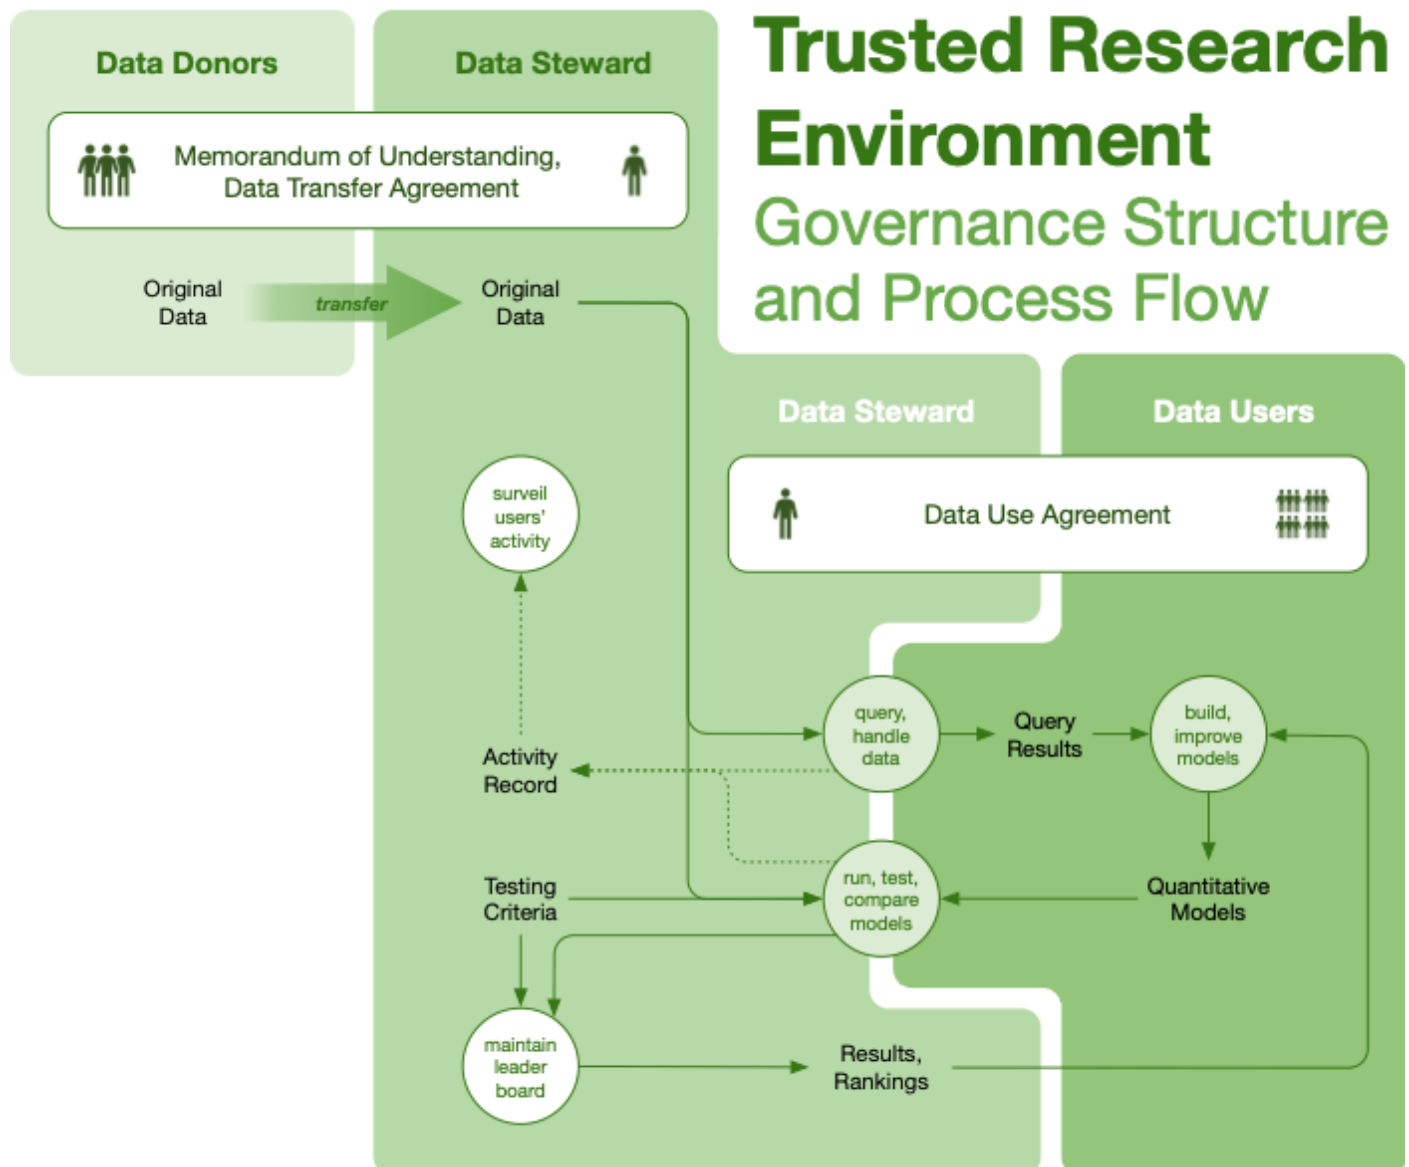 Trusted Research
Environment
Governance Structure
and Process Flow
Data Donors
Data Steward
Memorandum of Understanding,
Data Transfer Agreement
Original
Data
transfer
Original
Data
Data Steward
Data Users
Data Use Agreement
surveil
users'
activity
query,
handle
data
Query
Results
build,
improve
models
Activity
Record
Testing
Criteria
run, test,
compare
models
Quantitative
Models
maintain
leader
board
Results,
Rankings